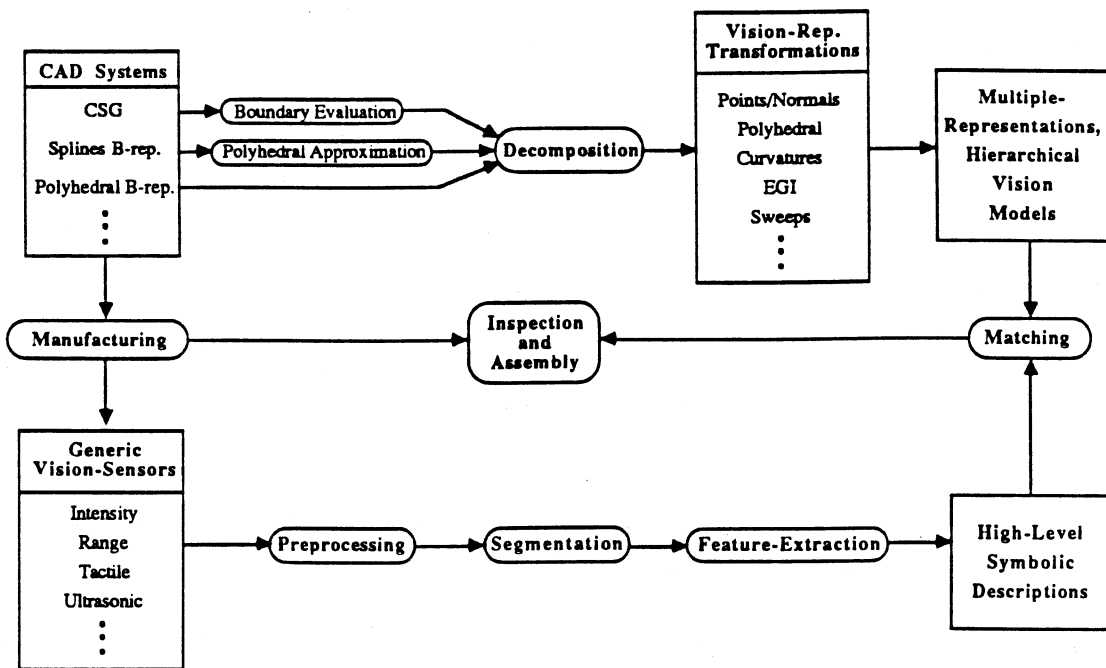 CAD Systems
CSG
Splines B-rep.
Polyhedral B-rep.
Boundary Evaluation
Polyhedral Approximation
Decomposition
Vision-Rep.
Transformations
Points/Normals
Polyhedral
Curvatures
EGI
Sweeps
Multiple-
Representations,
Hierarchical
Vision
Models
Manufacturing
Inspection
and
Assembly
Matching
Generic
Vision-Sensors
Intensity
Range
Tactile
Ultrasonic
Preprocessing
Segmentation
Feature-Extraction
High-Level
Symbolic
Descriptions